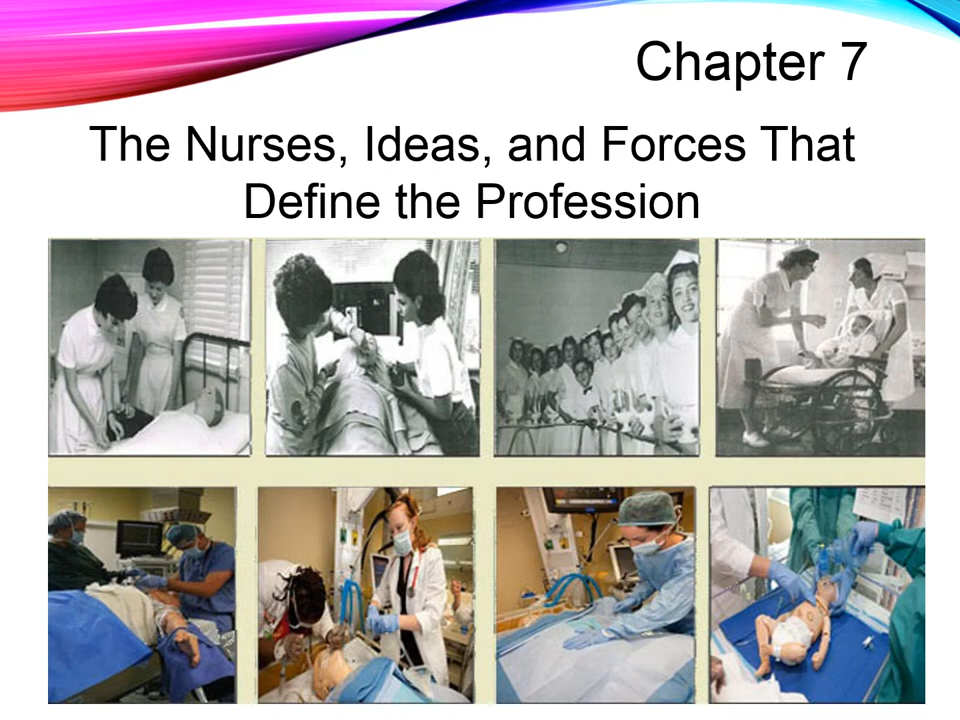 Chapter 7
The Nurses, Ideas, and Forces That
Define the Profession